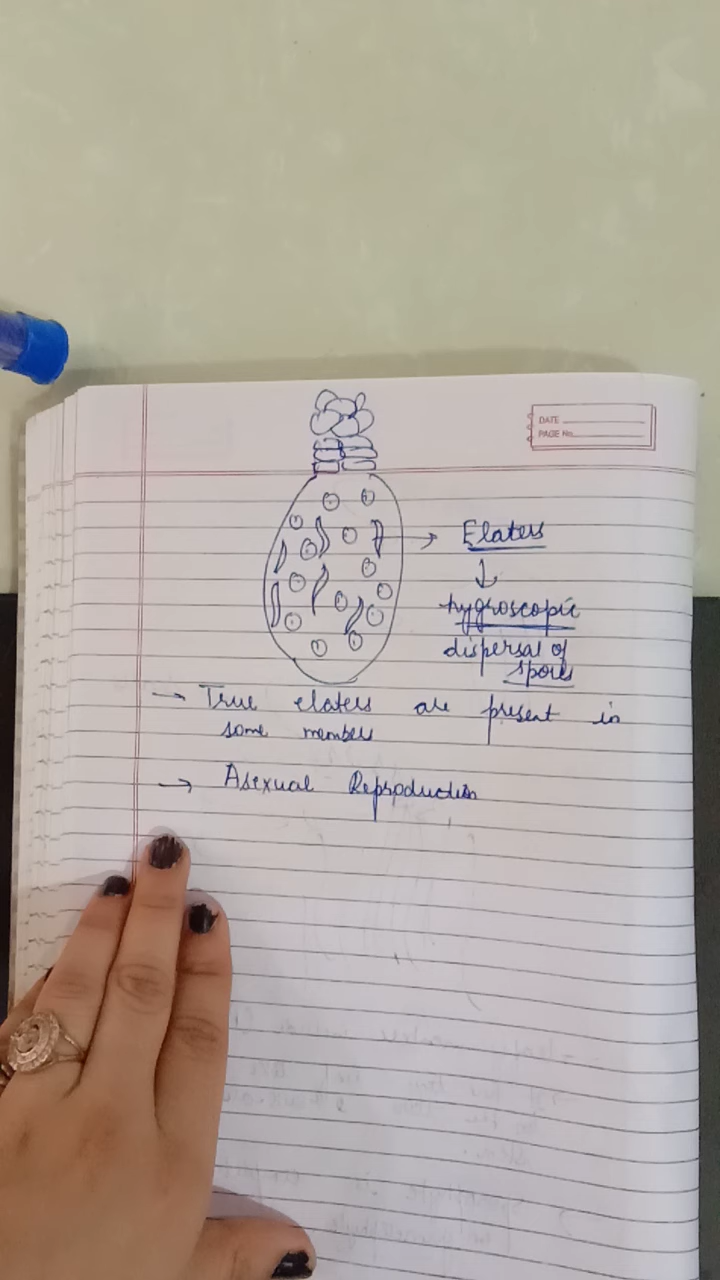 DATE
PAGE No.
→ Elaters
↓
hygroscopic
dispersal of
spores
→ True elaters are present in
some members
→ Asexual Reproduction